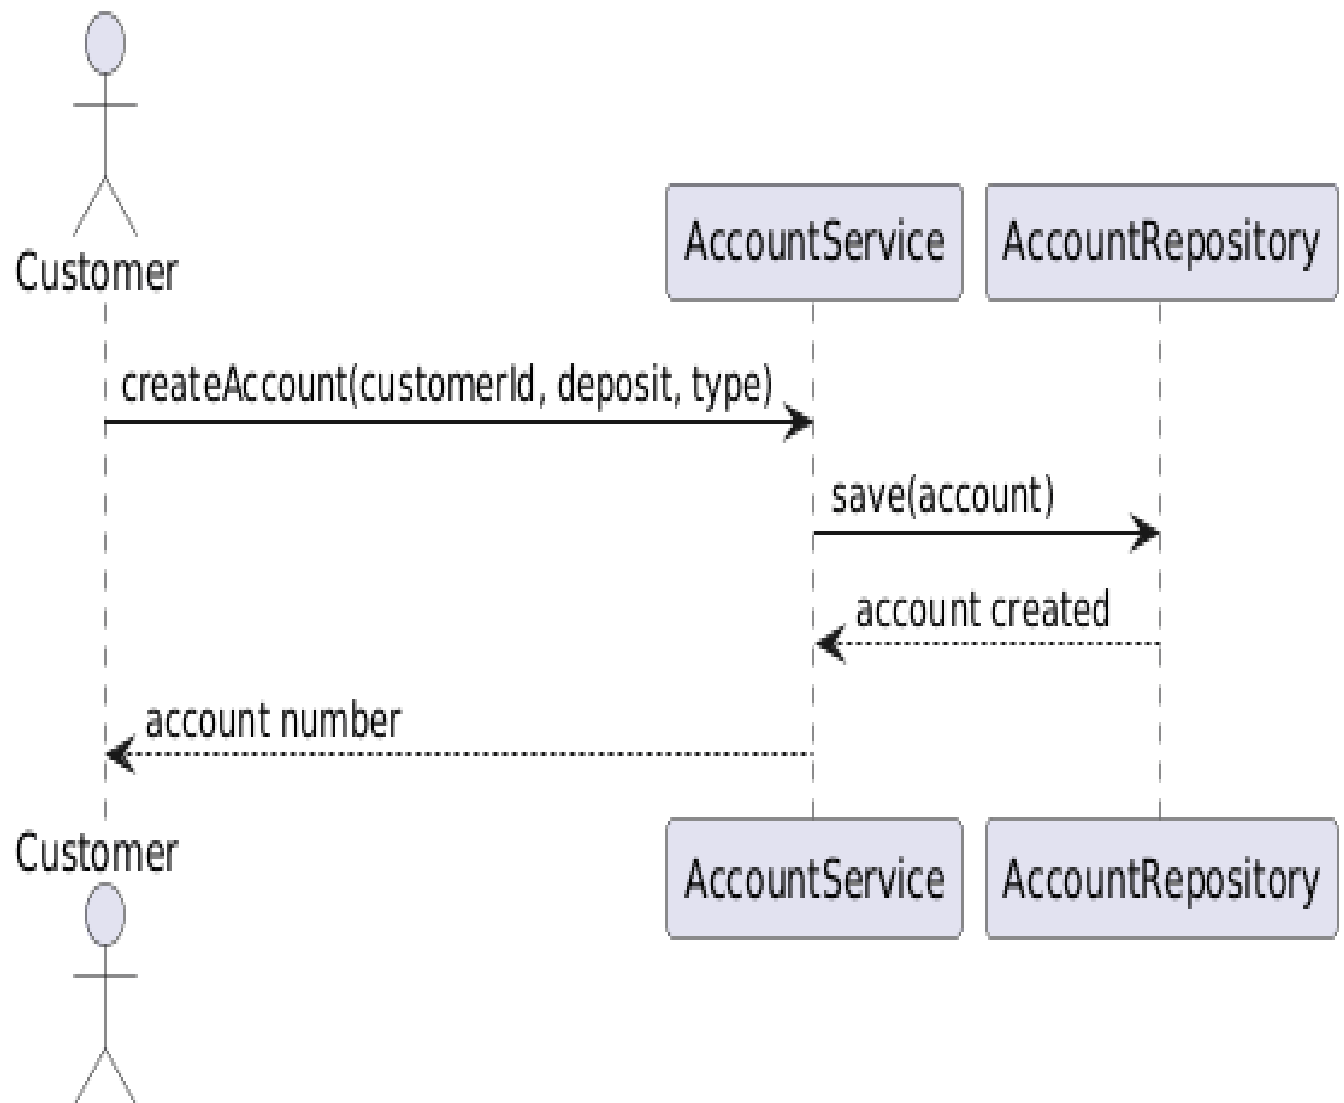 Customer
AccountService
AccountRepository
createAccount(customerId, deposit, type)
save(account)
account created
account number
Customer
AccountService
AccountRepository